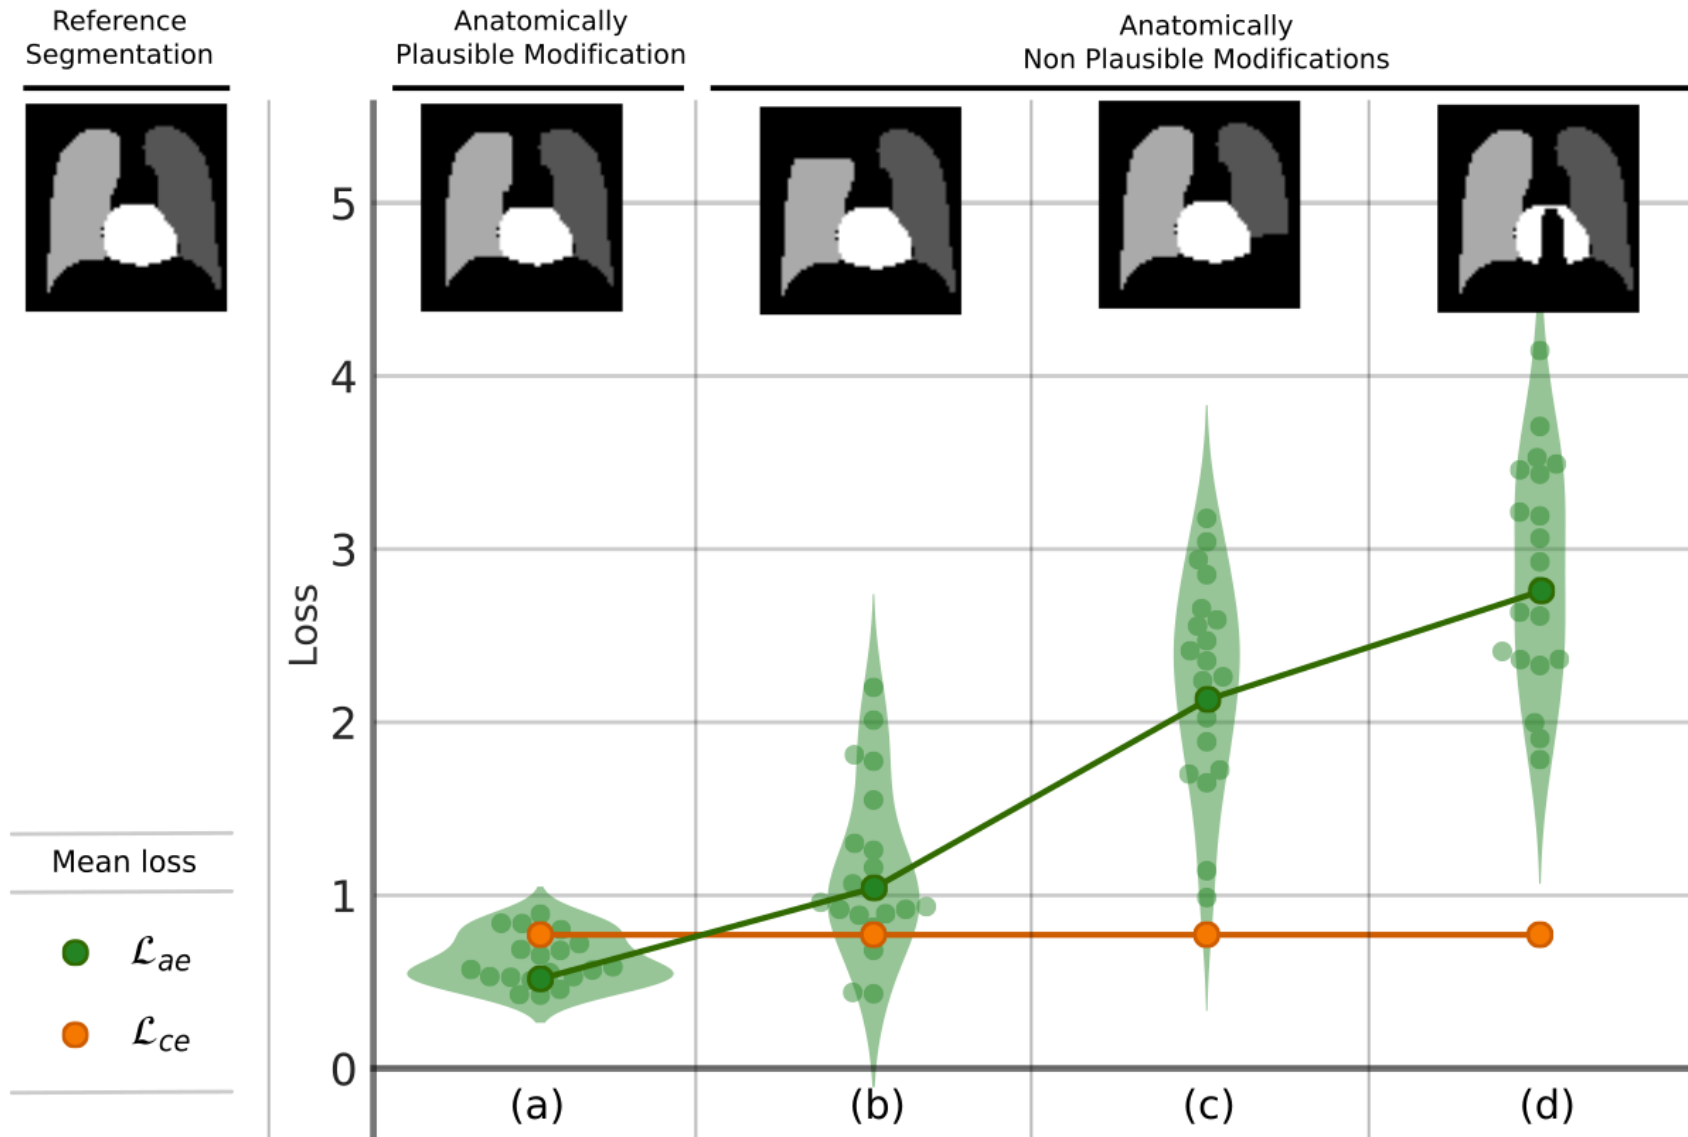 Reference
Segmentation
Anatomically
Plausible Modification
Anatomically
Non Plausible Modifications
5
4
3
2
1
0
Loss
Mean loss
ℒae
ℒce
(a)
(b)
(c)
(d)